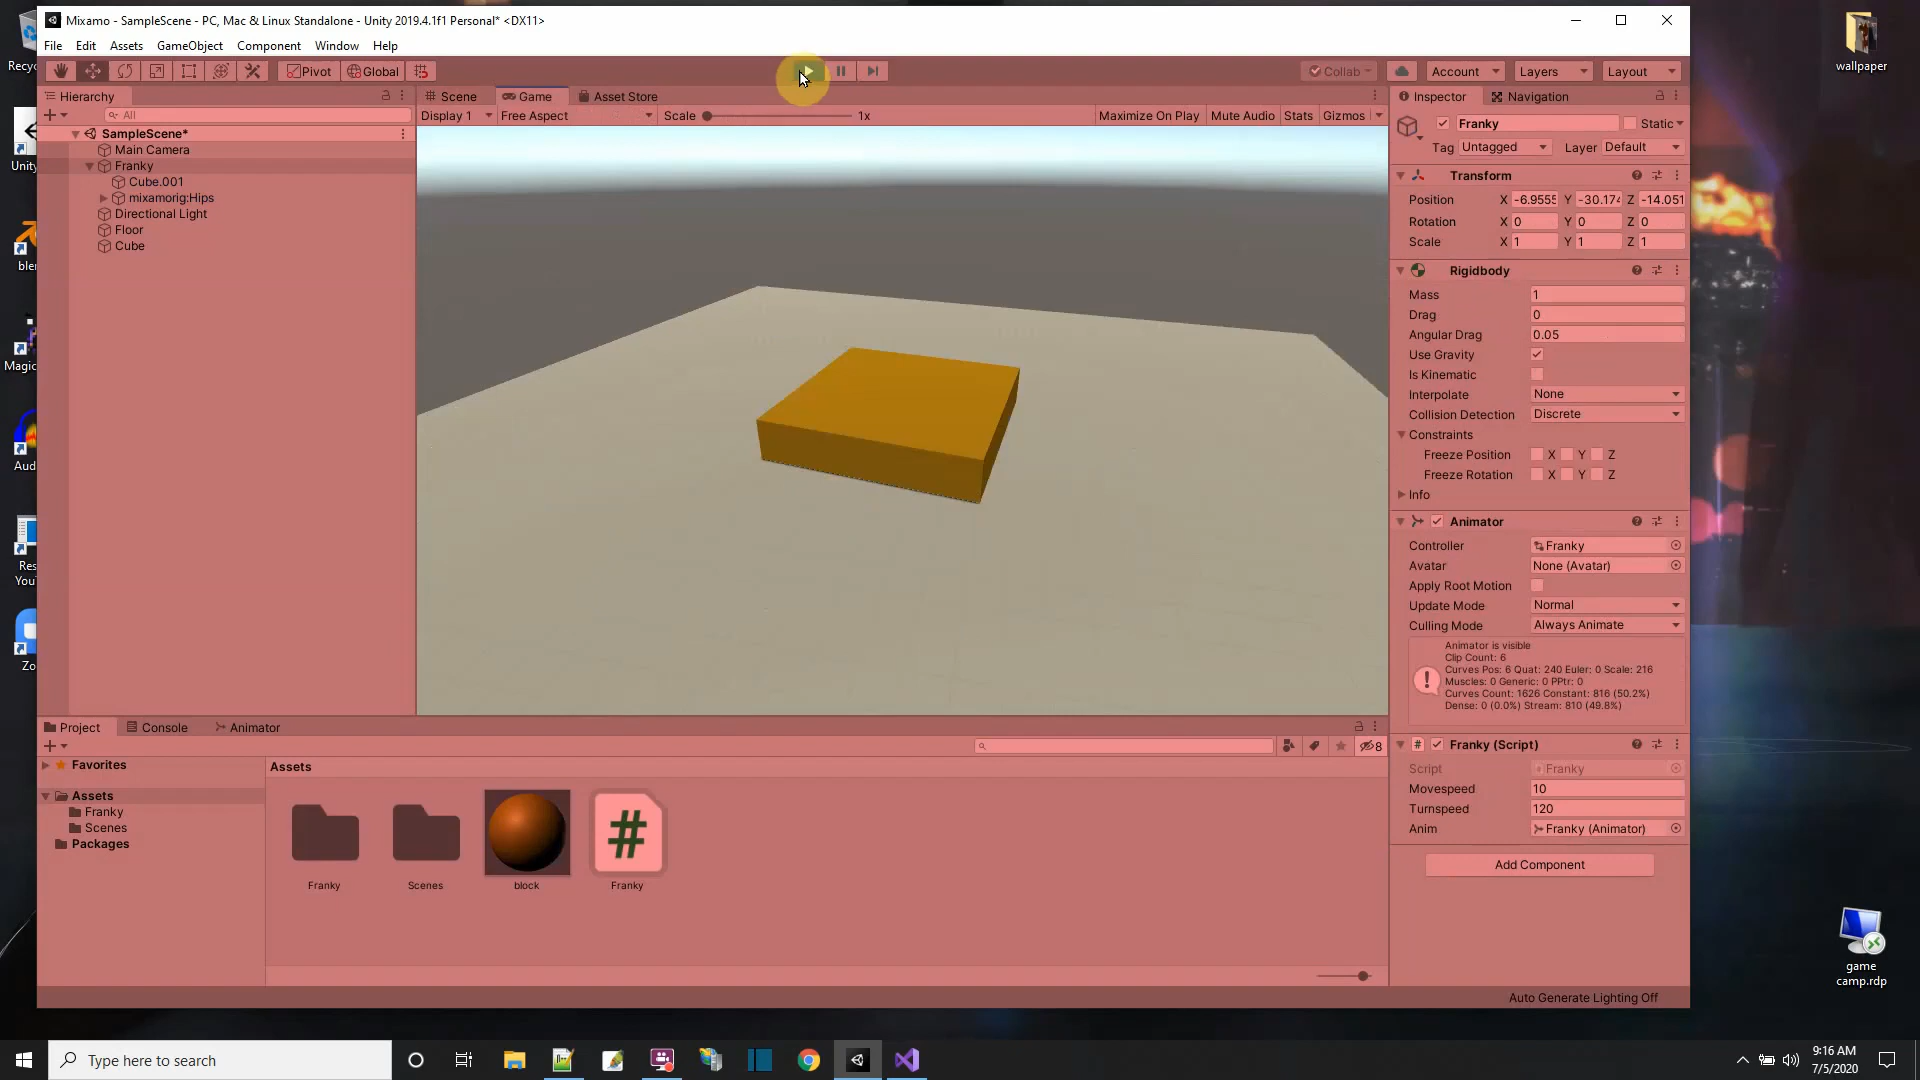 Mixamo - SampleScene - PC, Mac & Linux Standalone - Unity 2019.4.1f1 Personal* <DX11>
File Edit Assets GameObject Component Window Help
Pivot Global Collab Account Layers Layout
Hierarchy
All
SampleScene*
Main Camera
Franky
Cube.001
mixamorig:Hips
Directional Light
Floor
Cube
Scene Game Asset Store
Display 1 Free Aspect Scale 1x Maximize On Play Mute Audio Stats Gizmos
Inspector Navigation
Franky Static
Tag Untagged Layer Default
Transform
Position X -6.9555 Y -30.174 Z -14.051
Rotation X 0 Y 0 Z 0
Scale X 1 Y 1 Z 1
Rigidbody
Mass 1
Drag 0
Angular Drag 0.05
Use Gravity
Is Kinematic
Interpolate None
Collision Detection Discrete
Constraints
Freeze Position X Y Z
Freeze Rotation X Y Z
Info
Animator
Controller Franky
Avatar None (Avatar)
Apply Root Motion
Update Mode Normal
Culling Mode Always Animate
Animator is visible
Clip Count: 6
Curves Pos: 6 Quat: 240 Euler: 0 Scale: 216
Muscles: 0 Generic: 0 PPtr: 0
Curves Count: 1626 Constant: 816 (50.2%)
Dense: 0 (0.0%) Stream: 810 (49.8%)
# Franky (Script)
Script Franky
Movespeed 10
Turnspeed 120
Anim Franky (Animator)
Add Component
Project Console Animator
8
Favorites
Assets
Franky
Scenes
Packages
Assets
Franky
Scenes
block
#
Franky
Auto Generate Lighting Off
Recyc
Unity
blen
Magic
Aud
Res
YouT
Zo
wallpaper
game
camp.rdp
Type here to search
9:16 AM
7/5/2020